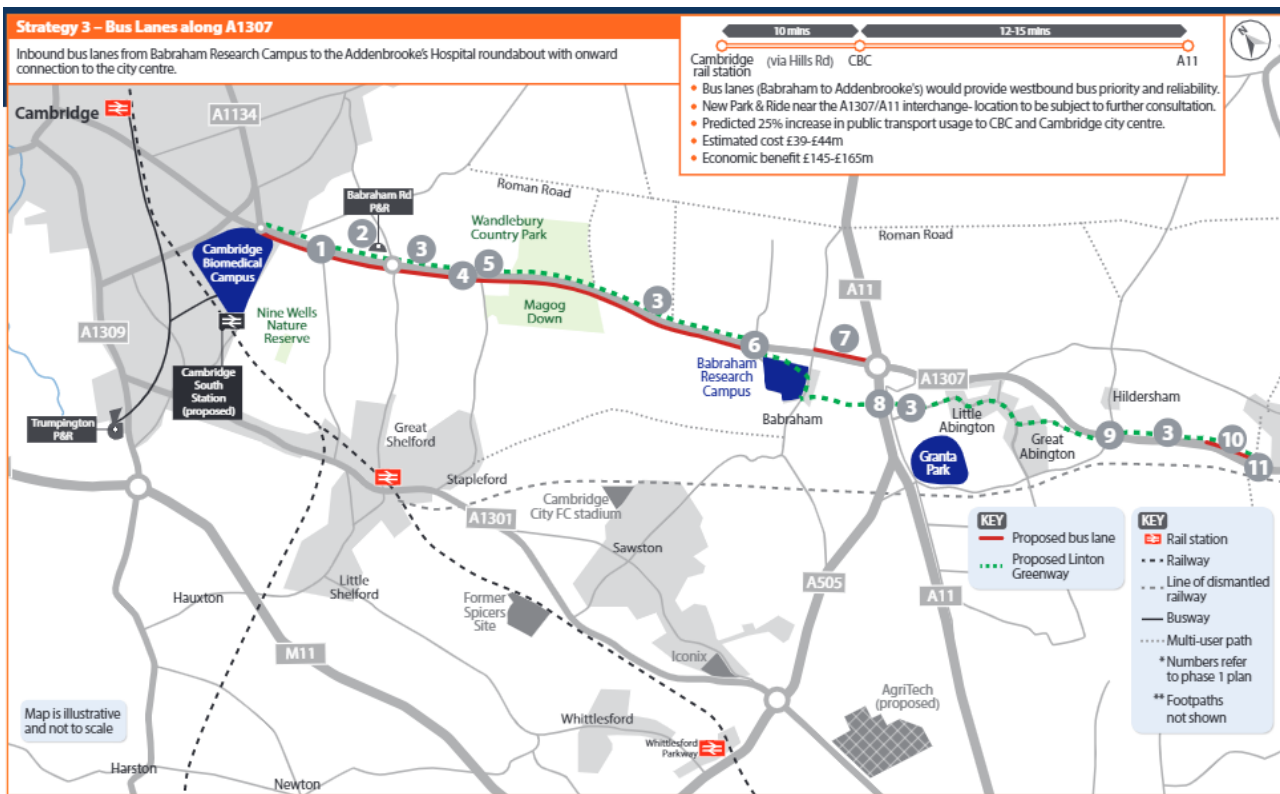 Strategy 3 – Bus Lanes along A1307
Inbound bus lanes from Babraham Research Campus to the Addenbrooke's Hospital roundabout with onward
connection to the city centre.
10 mins
12-15 mins
Cambridge
rail station
(via Hills Rd)
CBC
A11
• Bus lanes (Babraham to Addenbrooke's) would provide westbound bus priority and reliability.
• New Park & Ride near the A1307/A11 interchange- location to be subject to further consultation.
• Predicted 25% increase in public transport usage to CBC and Cambridge city centre.
• Estimated cost £39-£44m
• Economic benefit £145-£165m
N
Cambridge
A1134
Babraham Rd
P&R
Roman Road
Wandlebury
Country Park
Roman Road
1
2
3
4
5
3
6
7
Cambridge
Biomedical
Campus
Nine Wells
Nature
Reserve
Magog
Down
A11
A1309
Cambridge
South
Station
(proposed)
Babraham
Research
Campus
Babraham
A1307
8
3
Little
Abington
Hildersham
Great
Abington
9
3
10
11
Granta
Park
Trumpington
P&R
Great
Shelford
Stapleford
A1301
Cambridge
City FC stadium
Sawston
Little
Shelford
Hauxton
Former
Spicers
Site
Iconix
A505
A11
M11
AgriTech
(proposed)
Whittlesford
Whittlesford
Parkway
Harston
Newton
Map is illustrative
and not to scale
KEY
Proposed bus lane
Proposed Linton
Greenway
KEY
Rail station
Railway
Line of dismantled
railway
Busway
Multi-user path
*Numbers refer
to phase 1 plan
**Footpaths
not shown